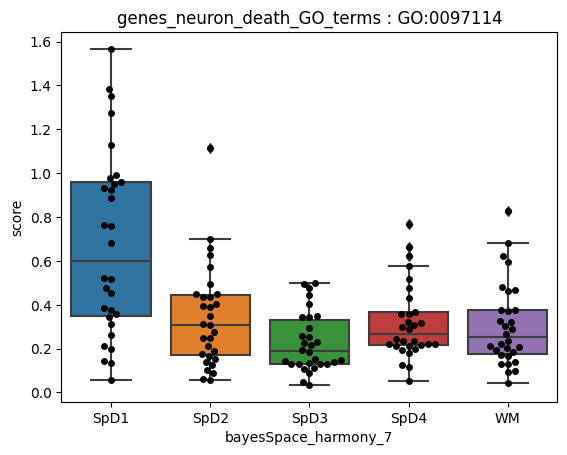 genes_neuron_death_GO_terms : GO:0097114
1.6
1.4
1.2
1.0
0.8
0.6
0.4
0.2
0.0
score
SpD1 SpD2 SpD3 SpD4 WM
bayesSpace_harmony_7